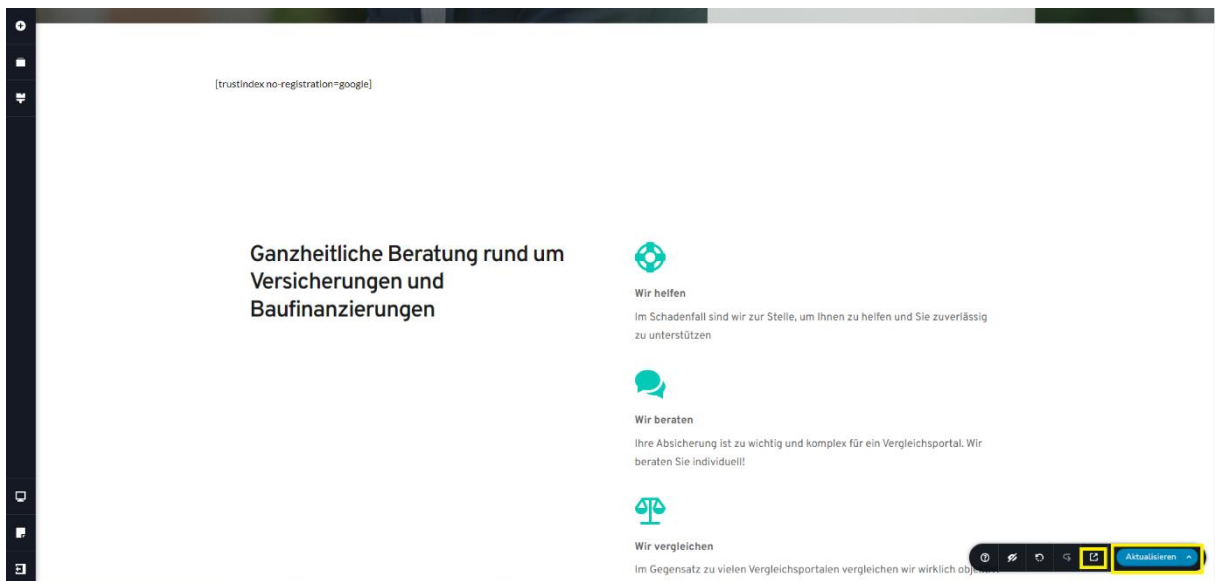 [trustindex no-registration=google]
Ganzheitliche Beratung rund um
Versicherungen und
Baufinanzierungen
Wir helfen
Im Schadenfall sind wir zur Stelle, um Ihnen zu helfen und Sie zuverlässig
zu unterstützen
Wir beraten
Ihre Absicherung ist zu wichtig und komplex für ein Vergleichsportal. Wir
beraten Sie individuell!
Wir vergleichen
Im Gegensatz zu vielen Vergleichsportalen vergleichen wir wirklich
Aktualisieren